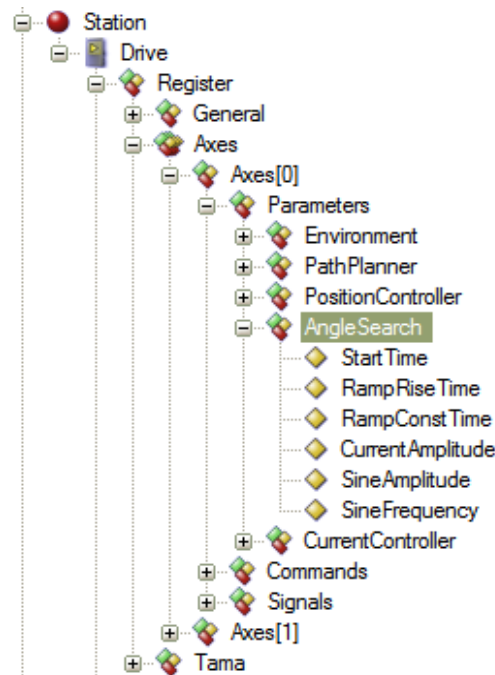 Station
Drive
Register
General
Axes
Axes[0]
Parameters
Environment
PathPlanner
PositionController
AngleSearch
StartTime
RampRiseTime
RampConstTime
CurrentAmplitude
SineAmplitude
SineFrequency
CurrentController
Commands
Signals
Axes[1]
Tama